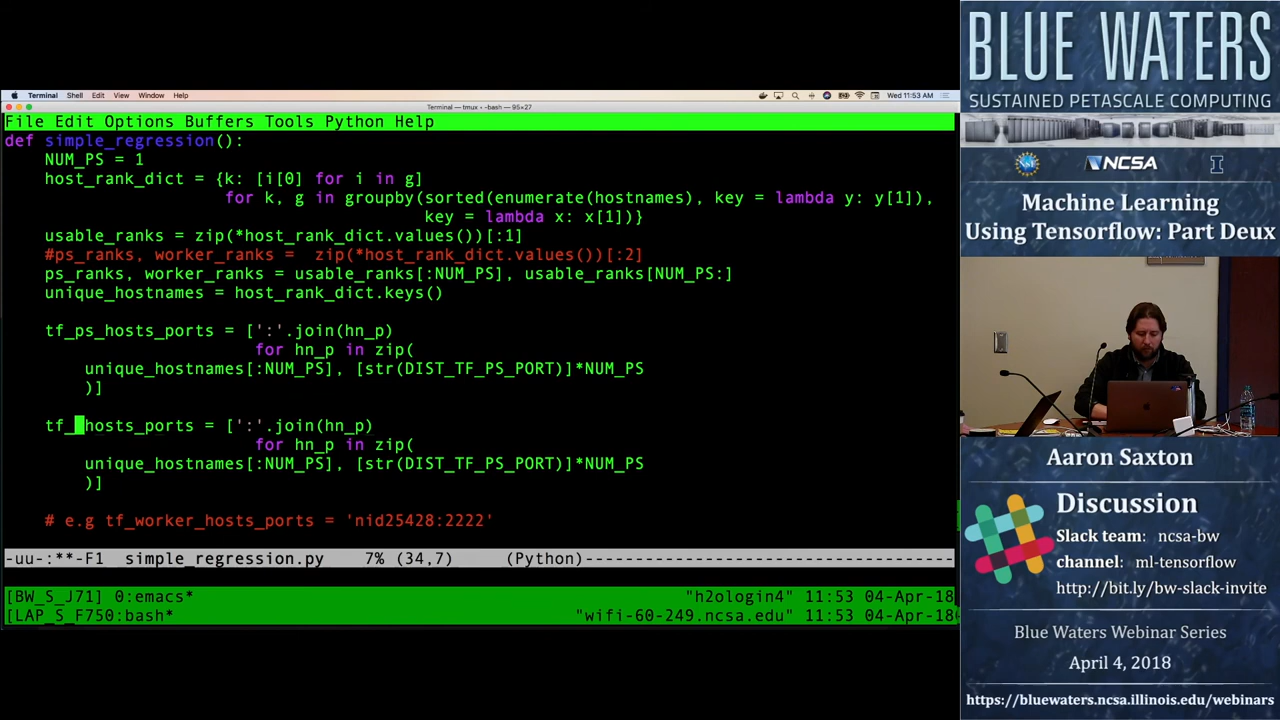 Terminal Shell Edit View Window Help
Wed 11:53 AM
Terminal — tmux • -bash — 95×27
File Edit Options Buffers Tools Python Help
def simple_regression():
    NUM_PS = 1
    host_rank_dict = {k: [i[0] for i in g]
                      for k, g in groupby(sorted(enumerate(hostnames), key = lambda y: y[1]),
                                          key = lambda x: x[1])}
    usable_ranks = zip(*host_rank_dict.values())[:1]
    #ps_ranks, worker_ranks =  zip(*host_rank_dict.values())[:2]
    ps_ranks, worker_ranks = usable_ranks[:NUM_PS], usable_ranks[NUM_PS:]
    unique_hostnames = host_rank_dict.keys()
    tf_ps_hosts_ports = [':'.join(hn_p)
                         for hn_p in zip(
        unique_hostnames[:NUM_PS], [str(DIST_TF_PS_PORT)]*NUM_PS
        )]
    tf_hosts_ports = [':'.join(hn_p)
                         for hn_p in zip(
        unique_hostnames[:NUM_PS], [str(DIST_TF_PS_PORT)]*NUM_PS
        )]
    # e.g tf_worker_hosts_ports = 'nid25428:2222'
-uu-:**-F1  simple_regression.py    7% (34,7)     (Python)-------------------------------------
[BW_S_J71] 0:emacs* "h2ologin4" 11:53 04-Apr-18
[LAP_S_F750:bash* "wifi-60-249.ncsa.edu" 11:53 04-Apr-18
BLUE WATERS
SUSTAINED PETASCALE COMPUTING
NSF NCSA I
Machine Learning
Using Tensorflow: Part Deux
Aaron Saxton
Discussion
Slack team: ncsa-bw
channel: ml-tensorflow
http://bit.ly/bw-slack-invite
Blue Waters Webinar Series
April 4, 2018
https://bluewaters.ncsa.illinois.edu/webinars